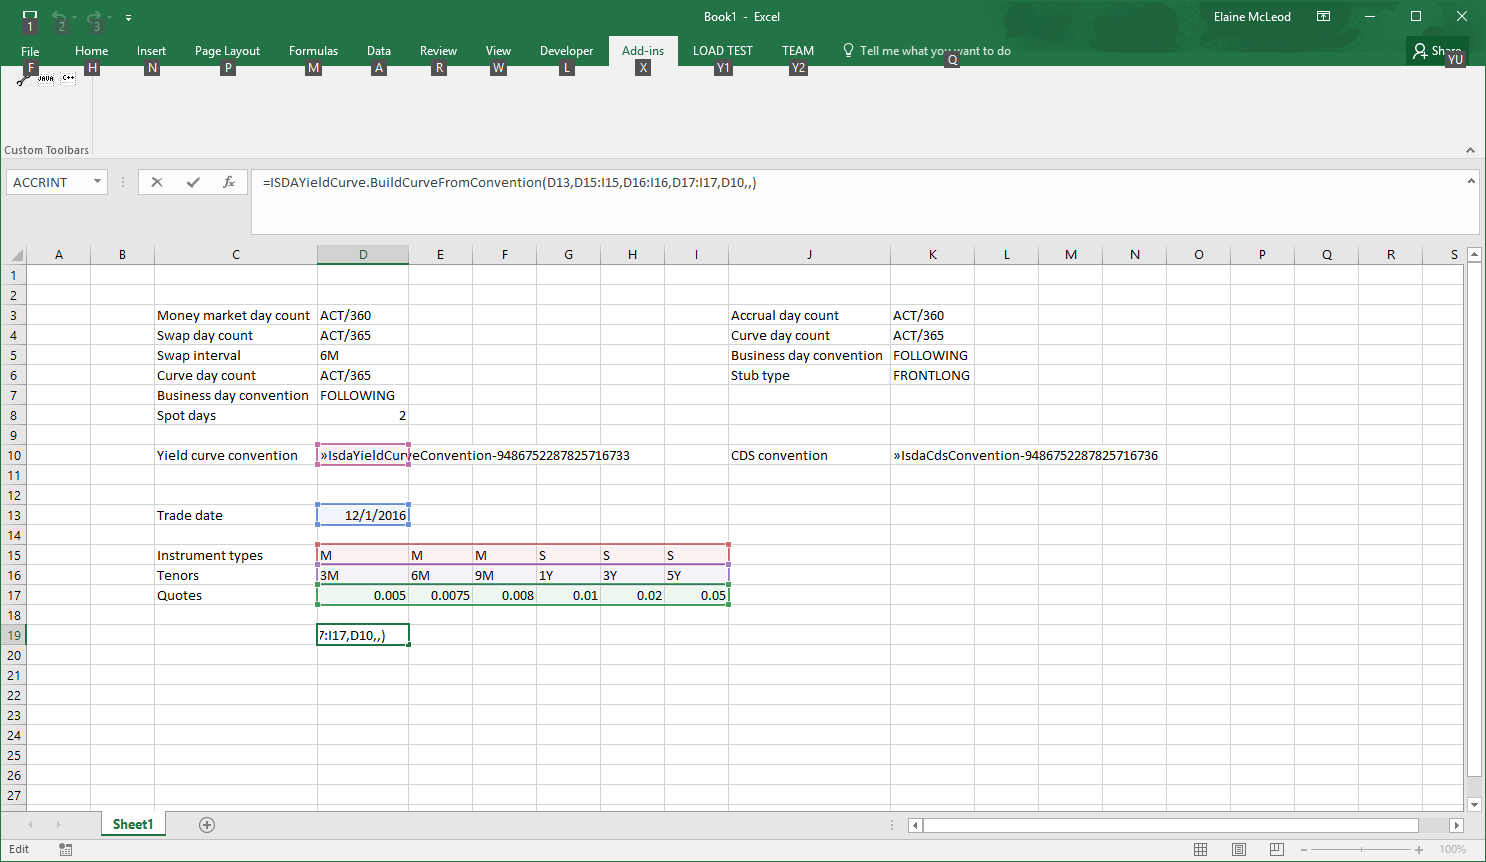 Book1 - Excel
Elaine McLeod
1 2 3
File Home Insert Page Layout Formulas Data Review View Developer Add-ins LOAD TEST TEAM Tell me what you want to do Share
F H N P M A R W L X Y1 Y2 Q YU
JAVA C++
Custom Toolbars
ACCRINT fx =ISDAYieldCurve.BuildCurveFromConvention(D13,D15:I15,D16:I16,D17:I17,D10,,)
A B C D E F G H I J K L M N O P Q R S
1
2
3 Money market day count ACT/360 Accrual day count ACT/360
4 Swap day count ACT/365 Curve day count ACT/365
5 Swap interval 6M Business day convention FOLLOWING
6 Curve day count ACT/365 Stub type FRONTLONG
7 Business day convention FOLLOWING
8 Spot days 2
9
10 Yield curve convention »IsdaYieldCurveConvention-9486752287825716733 CDS convention »IsdaCdsConvention-9486752287825716736
11
12
13 Trade date 12/1/2016
14
15 Instrument types M M M S S S
16 Tenors 3M 6M 9M 1Y 3Y 5Y
17 Quotes 0.005 0.0075 0.008 0.01 0.02 0.05
18
19 7:I17,D10,,)
20
21
22
23
24
25
26
27
Sheet1
Edit 100%